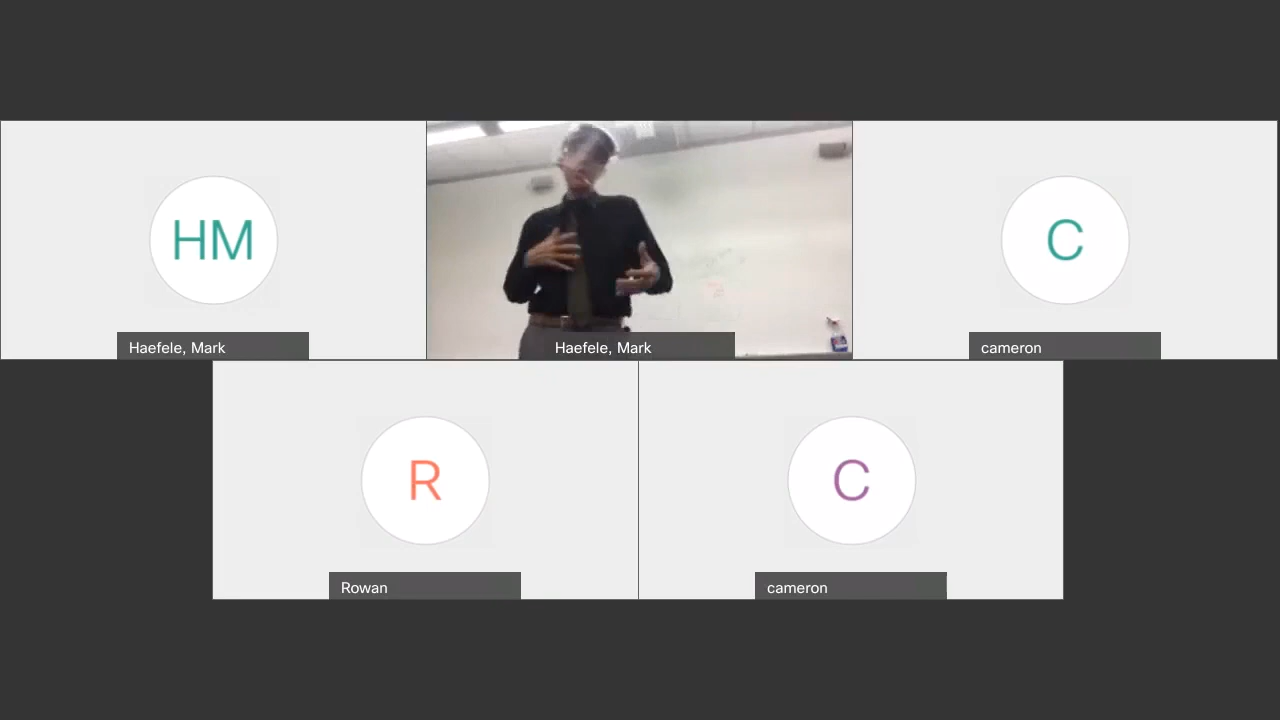 HM
Haefele, Mark
Haefele, Mark
C
cameron
R
Rowan
C
cameron